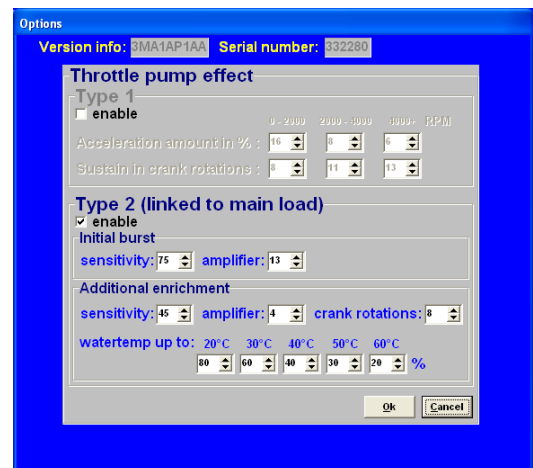 Options
Version info: 3MA1AP1AA Serial number: 332280
Throttle pump effect
Type 1
enable
0 - 2000 2000 - 4000 4000+ RPM
Acceleration amount in % : 16 8 6
Sustain in crank rotations : 8 11 13
Type 2 (linked to main load)
enable
Initial burst
sensitivity: 75 amplifier: 13
Additional enrichment
sensitivity: 45 amplifier: 4 crank rotations: 8
watertemp up to: 20°C 30°C 40°C 50°C 60°C
80 60 40 30 20 %
Ok Cancel